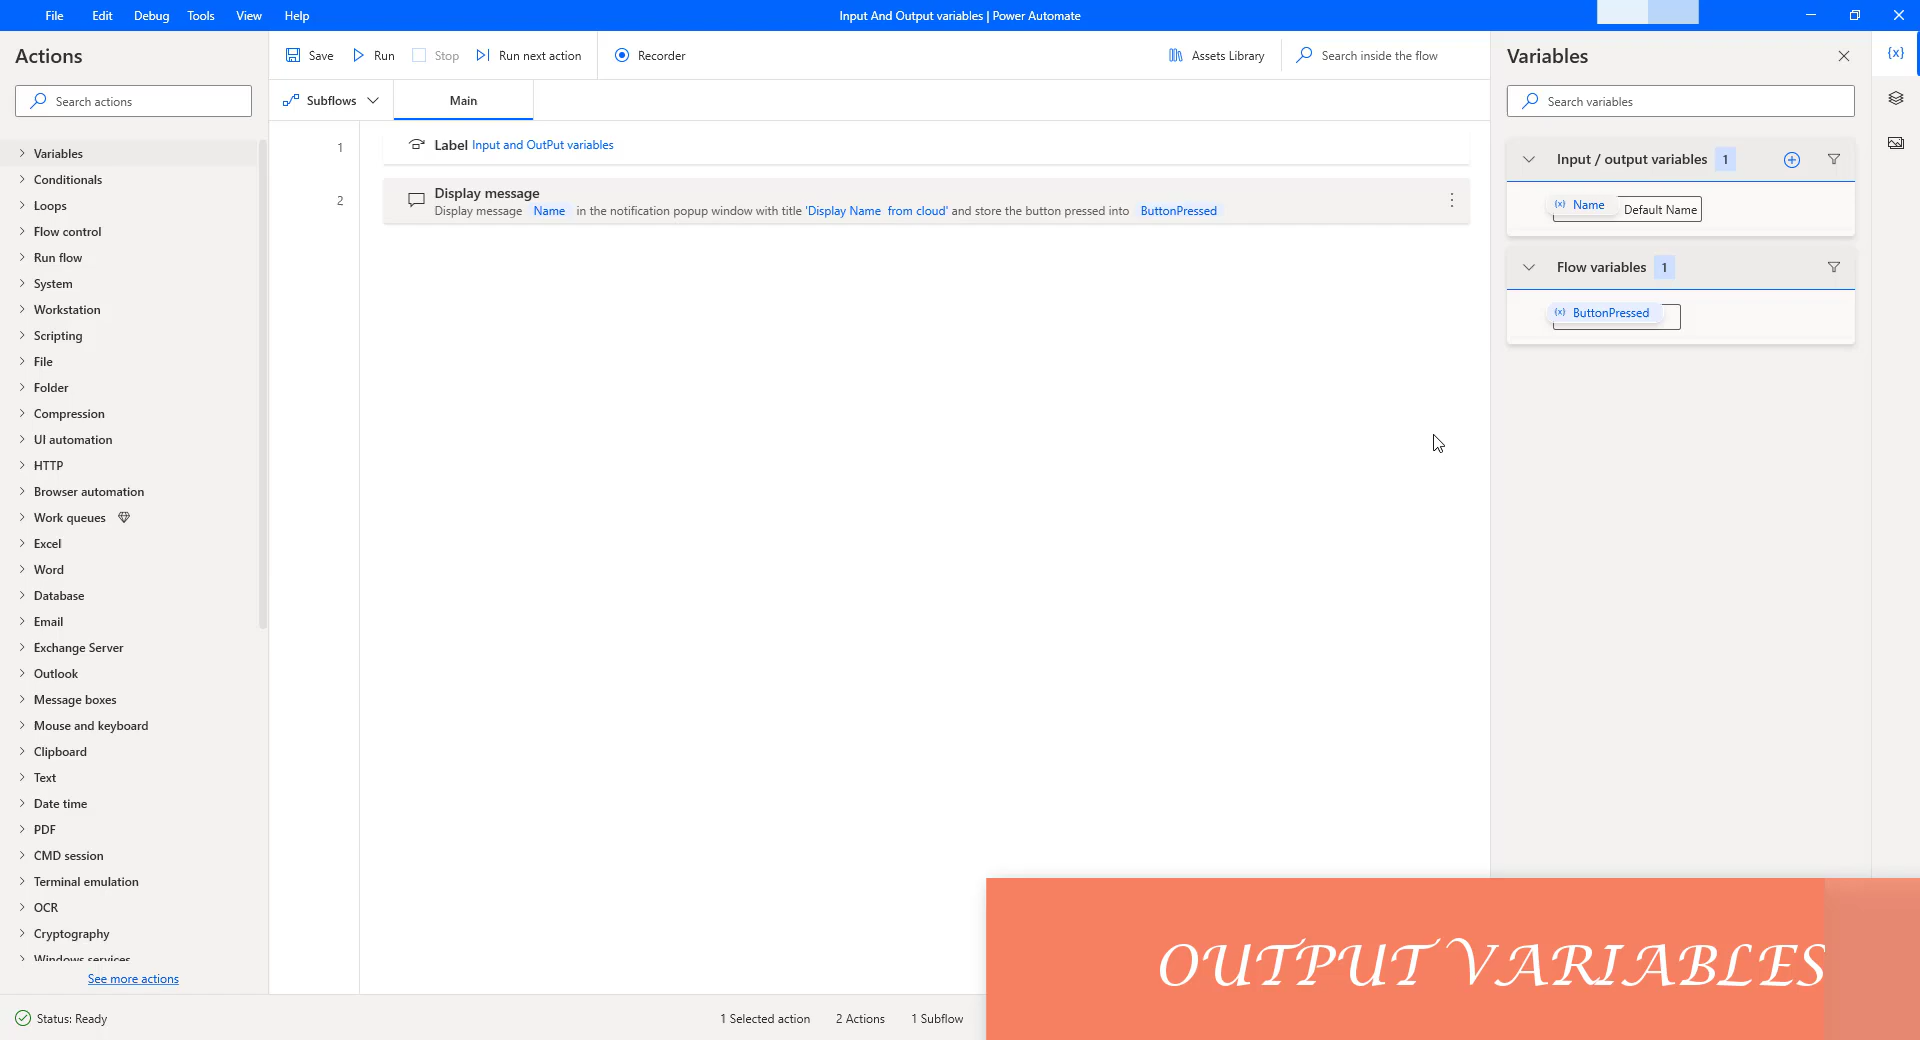 File Edit Debug Tools View Help
Input And Output variables | Power Automate
Actions
Search actions
Variables
Conditionals
Loops
Flow control
Run flow
System
Workstation
Scripting
File
Folder
Compression
UI automation
HTTP
Browser automation
Work queues
Excel
Word
Database
Email
Exchange Server
Outlook
Message boxes
Mouse and keyboard
Clipboard
Text
Date time
PDF
CMD session
Terminal emulation
OCR
Cryptography
Windows services
See more actions
Save Run Stop Run next action Recorder
Assets Library Search inside the flow
Subflows Main
1 Label Input and OutPut variables
2 Display message
Display message Name in the notification popup window with title 'Display Name from cloud' and store the button pressed into ButtonPressed
Variables
Search variables
Input / output variables 1
(x) Name Default Name
Flow variables 1
(x) ButtonPressed
{x}
OUTPUT VARIABLES
Status: Ready
1 Selected action 2 Actions 1 Subflow